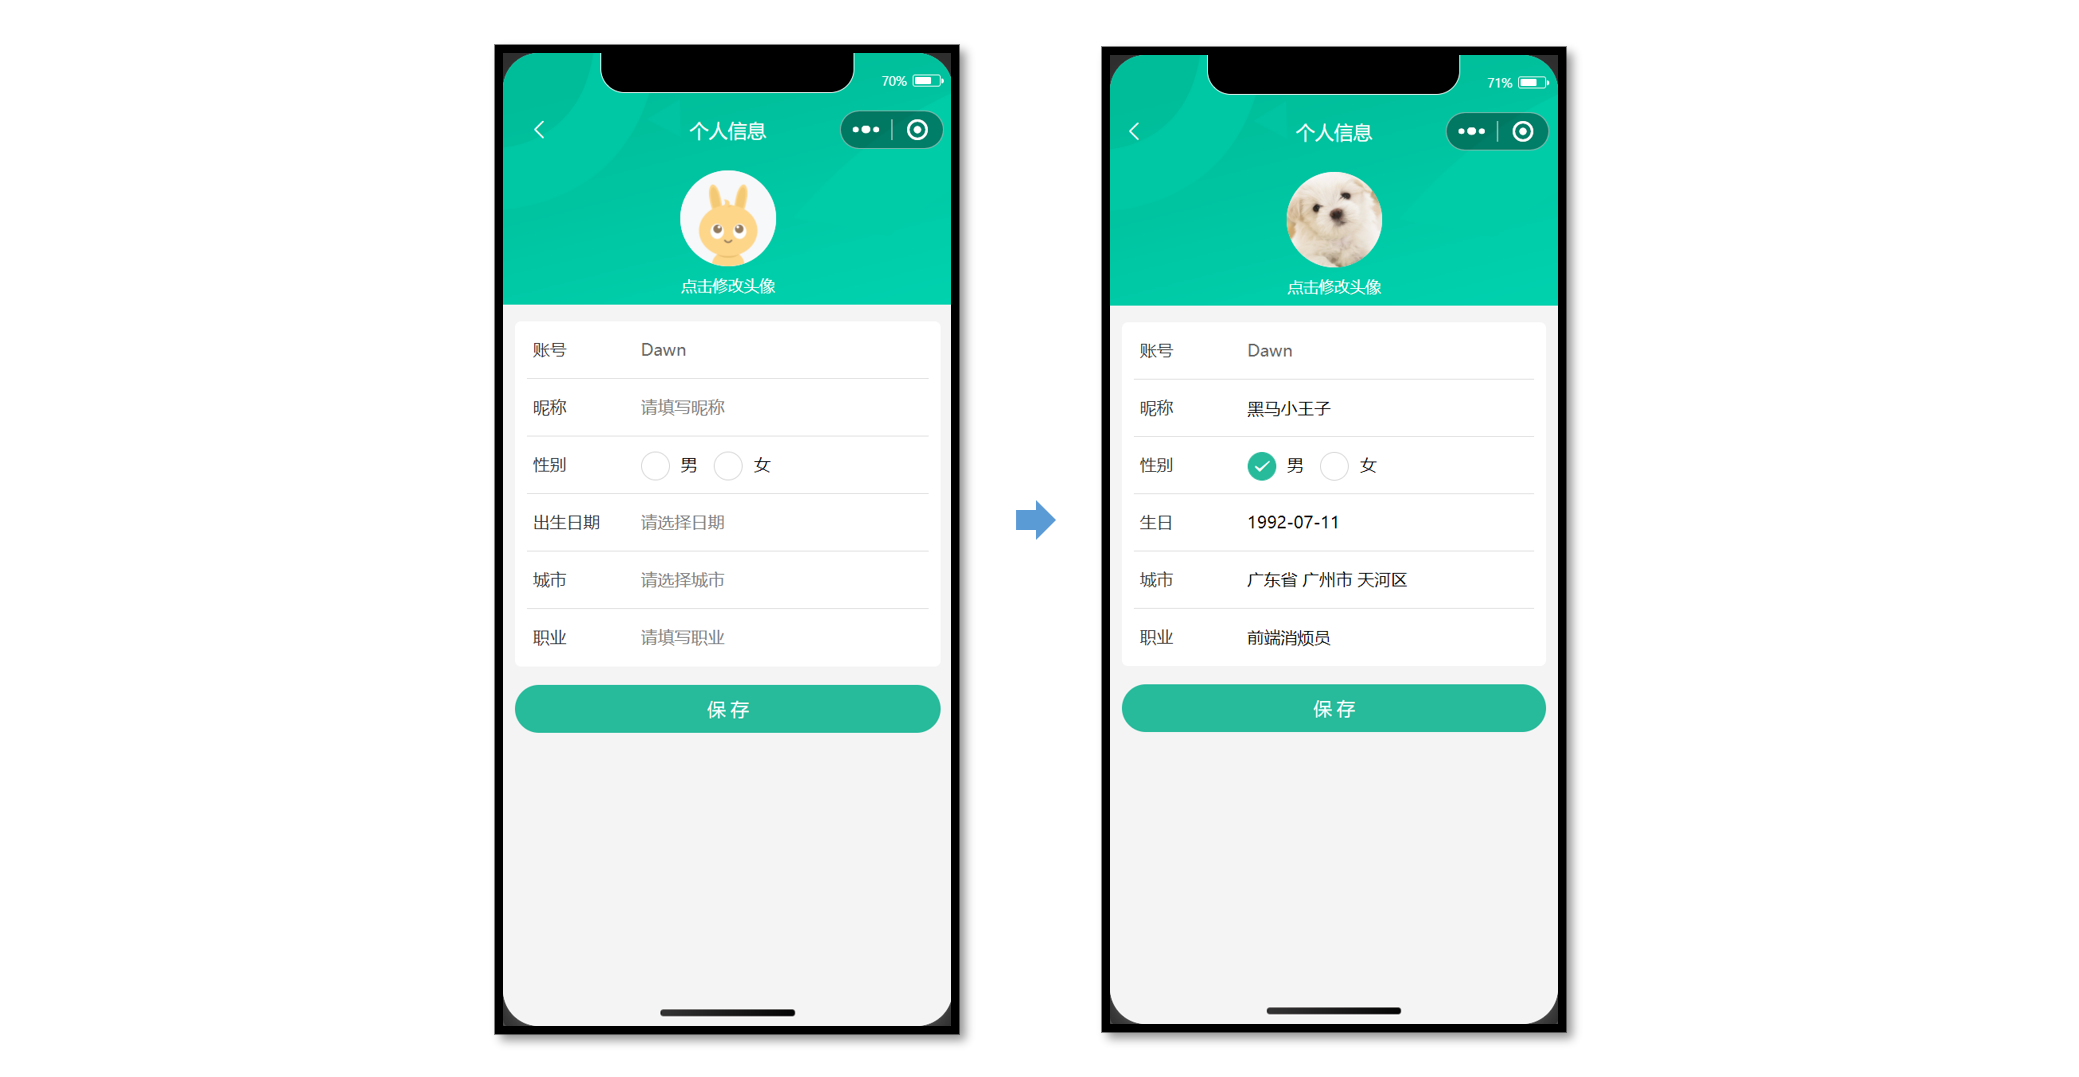 70%
个人信息
点击修改头像
账号 Dawn
昵称 请填写昵称
性别 男 女
出生日期 请选择日期
城市 请选择城市
职业 请填写职业
保存
71%
个人信息
点击修改头像
账号 Dawn
昵称 黑马小王子
性别 男 女
生日 1992-07-11
城市 广东省 广州市 天河区
职业 前端消烦员
保存